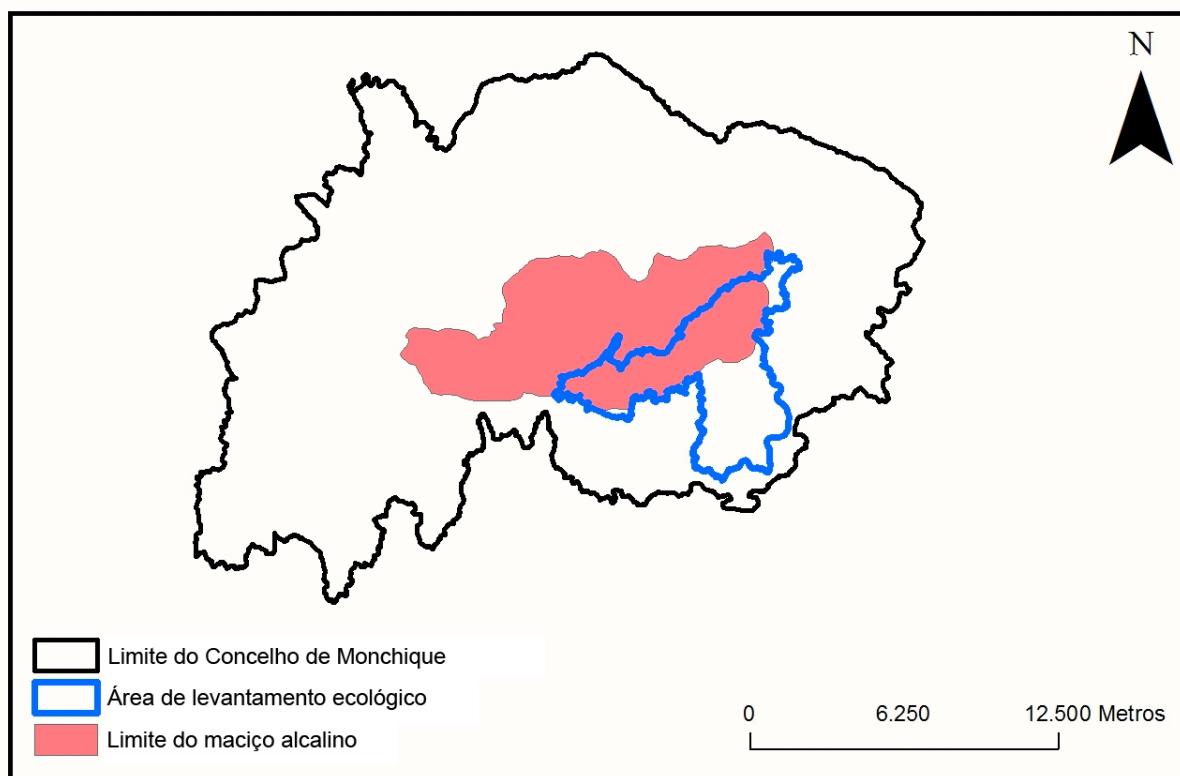 N
Limite do Concelho de Monchique
Área de levantamento ecológico
Limite do maciço alcalino
0 6.250 12.500 Metros